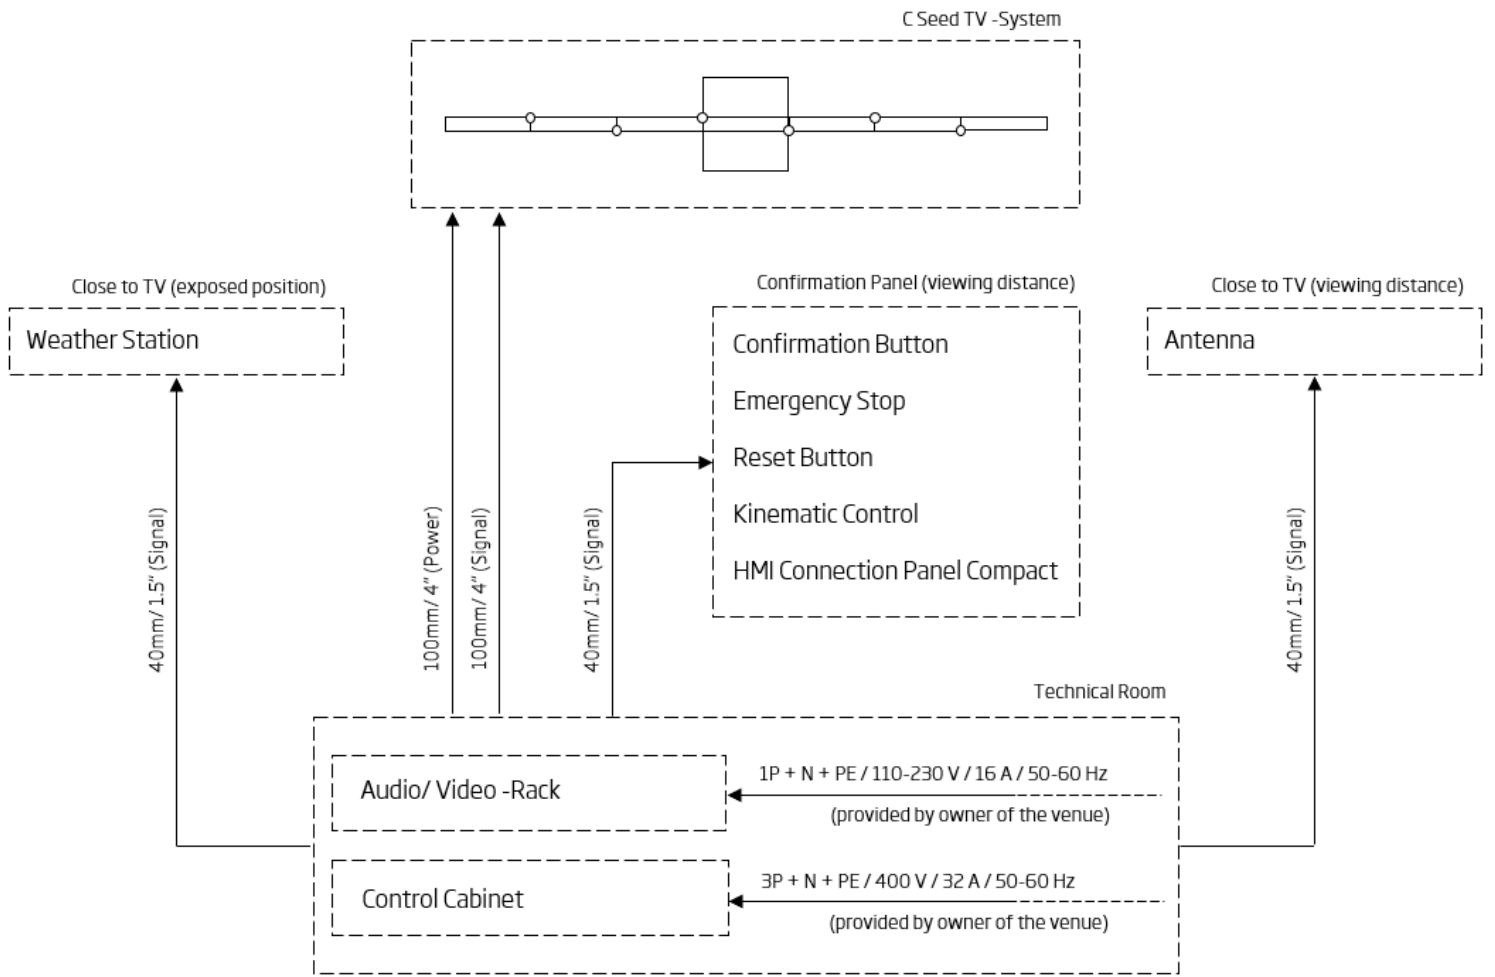 C Seed TV -System
Close to TV (exposed position)
Weather Station
Confirmation Panel (viewing distance)
Confirmation Button
Emergency Stop
Reset Button
Kinematic Control
HMI Connection Panel Compact
Close to TV (viewing distance)
Antenna
40mm/ 1.5″ (Signal)
100mm/ 4″ (Power)
100mm/ 4″ (Signal)
40mm/ 1.5″ (Signal)
40mm/ 1.5″ (Signal)
Technical Room
Audio/ Video -Rack
1P + N + PE / 110-230 V / 16 A / 50-60 Hz
(provided by owner of the venue)
Control Cabinet
3P + N + PE / 400 V / 32 A / 50-60 Hz
(provided by owner of the venue)